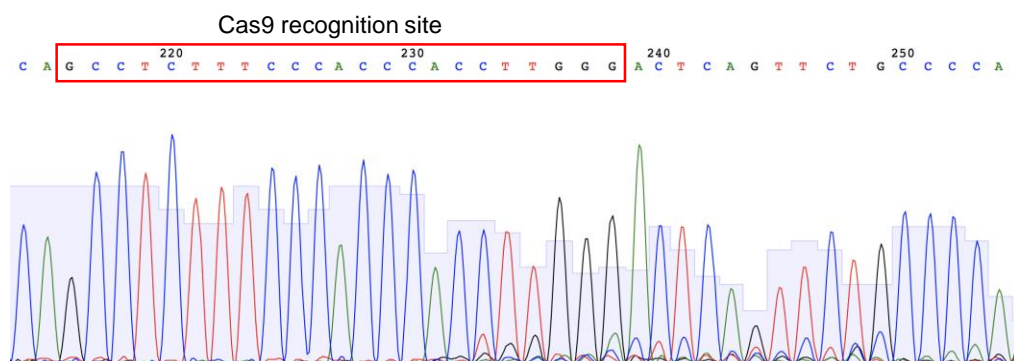 Cas9 recognition site
220 230 240 250
C A G C C T C T T T C C C A C C C A C C T T G G G A C T C A G T T C T G C C C C A